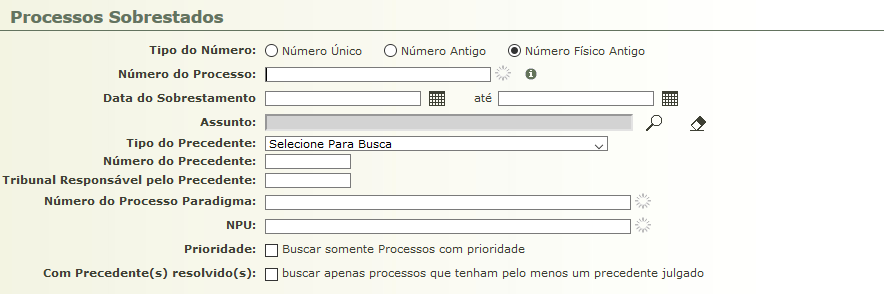 Processos Sobrestados
Tipo do Número: Número Único Número Antigo Número Físico Antigo
Número do Processo:
Data do Sobrestamento até
Assunto:
Tipo do Precedente: Selecione Para Busca
Número do Precedente:
Tribunal Responsável pelo Precedente:
Número do Processo Paradigma:
NPU:
Prioridade: Buscar somente Processos com prioridade
Com Precedente(s) resolvido(s): buscar apenas processos que tenham pelo menos um precedente julgado